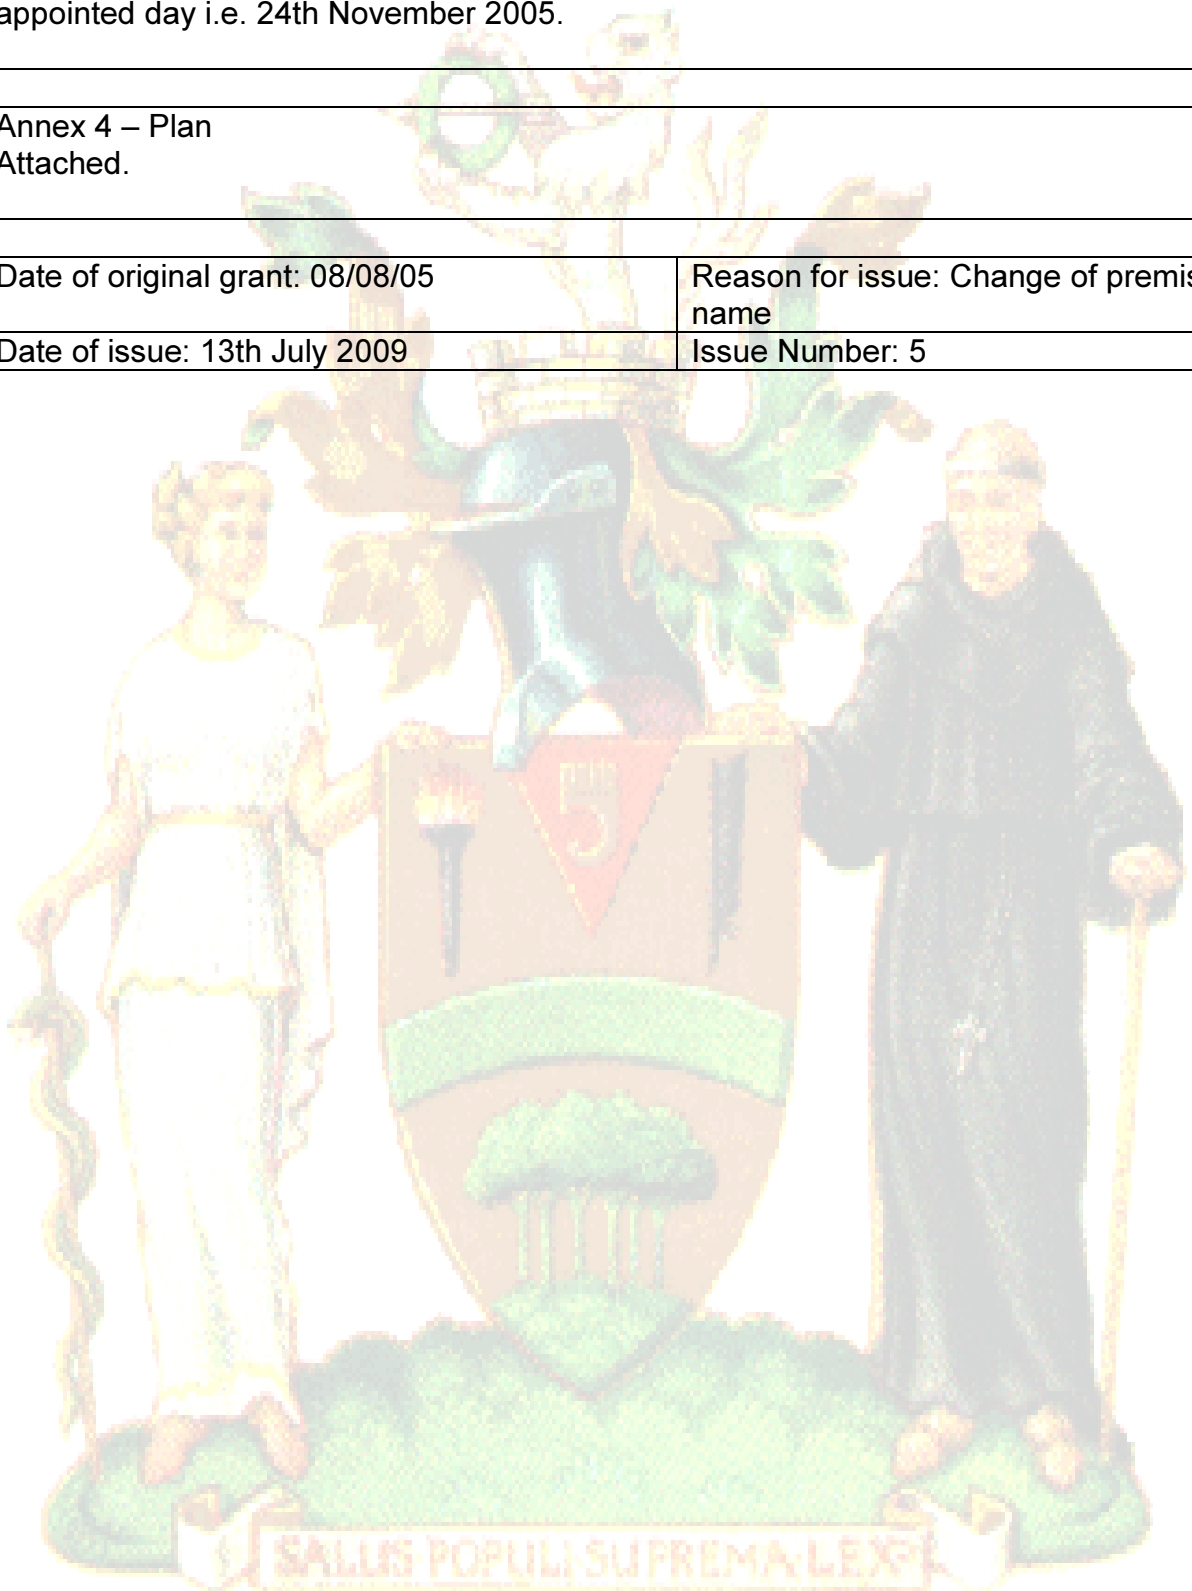 appointed day i.e. 24th November 2005.
Annex 4 – Plan
Attached.
Date of original grant: 08/08/05
Reason for issue: Change of premis
name
Date of issue: 13th July 2009
Issue Number: 5
5
SALUS POPULI SUPREMA LEX